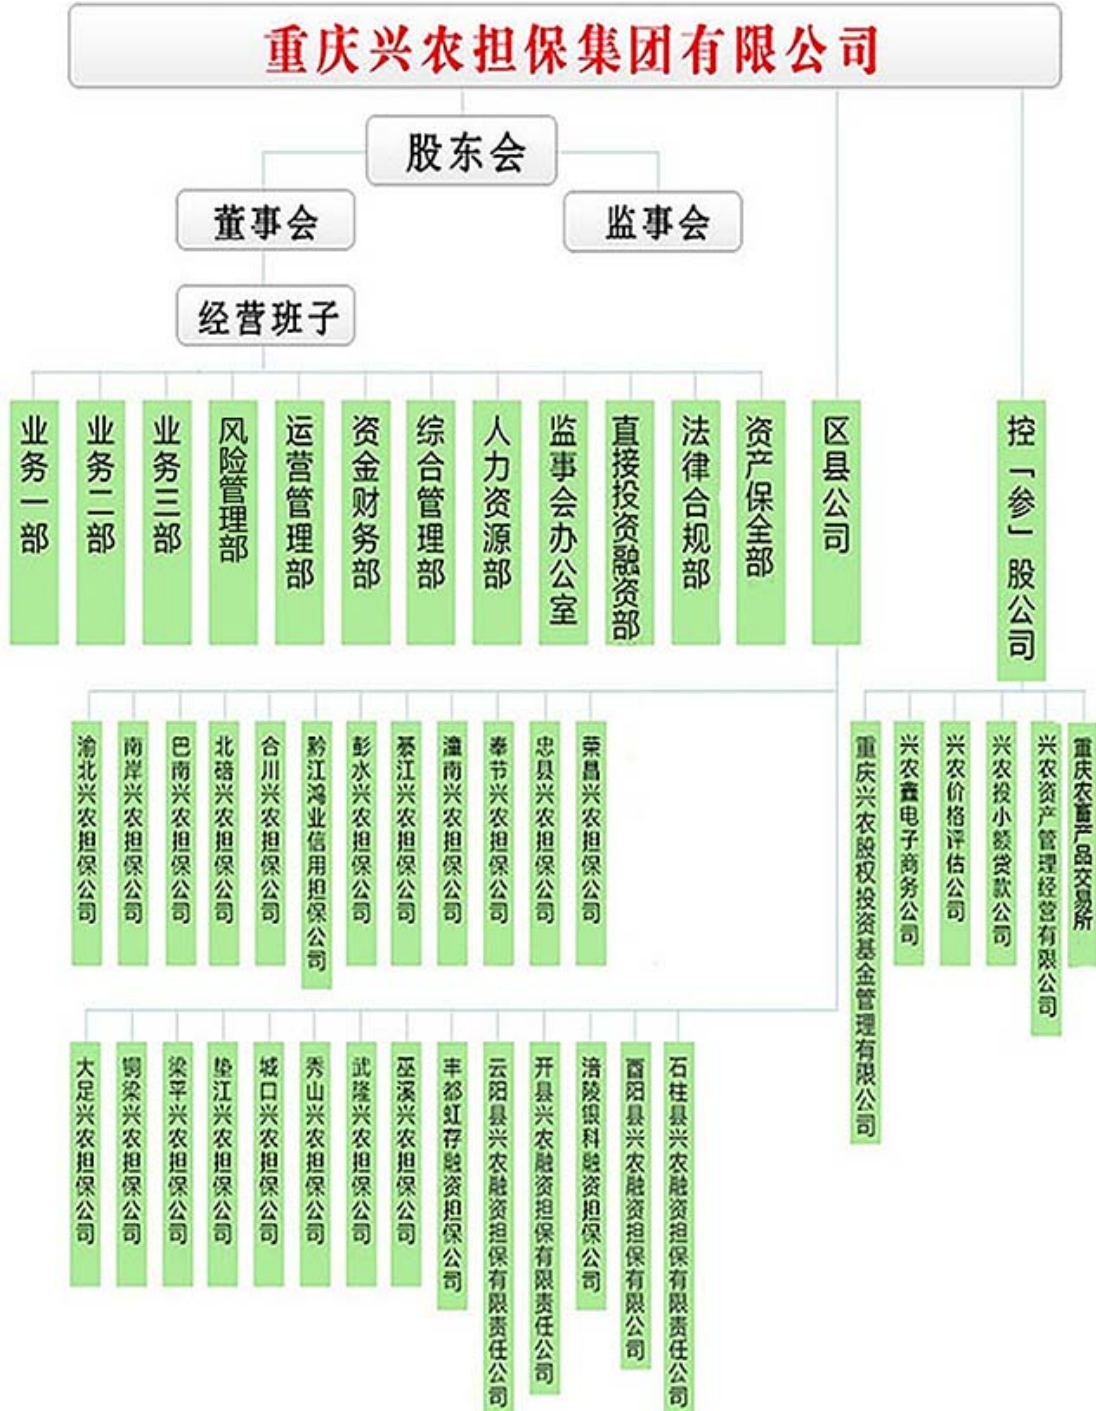 重庆兴农担保集团有限公司
股东会
董事会
监事会
经营班子
业务一部
业务二部
业务三部
风险管理部
运营管理部
资金财务部
综合管理部
人力资源部
监事会办公室
直接投资融资部
法律合规部
资产保全部
区县公司
控「参」股公司
渝北兴农担保公司
南岸兴农担保公司
巴南兴农担保公司
北碚兴农担保公司
合川兴农担保公司
黔江鸿业信用担保公司
彭水兴农担保公司
綦江兴农担保公司
潼南兴农担保公司
奉节兴农担保公司
忠县兴农担保公司
荣昌兴农担保公司
重庆兴农股权投资基金管理有限公司
兴农鑫电子商务公司
兴农价格评估公司
兴农投小额贷款公司
兴农资产管理经营有限公司
重庆农畜产品交易所
大足兴农担保公司
铜梁兴农担保公司
梁平兴农担保公司
垫江兴农担保公司
城口兴农担保公司
秀山兴农担保公司
武隆兴农担保公司
巫溪兴农担保公司
丰都虹存融资担保公司
云阳县兴农融资担保有限责任公司
开县兴农融资担保有限责任公司
涪陵银科融资担保公司
酉阳县兴农融资担保有限公司
石柱县兴农融资担保有限责任公司